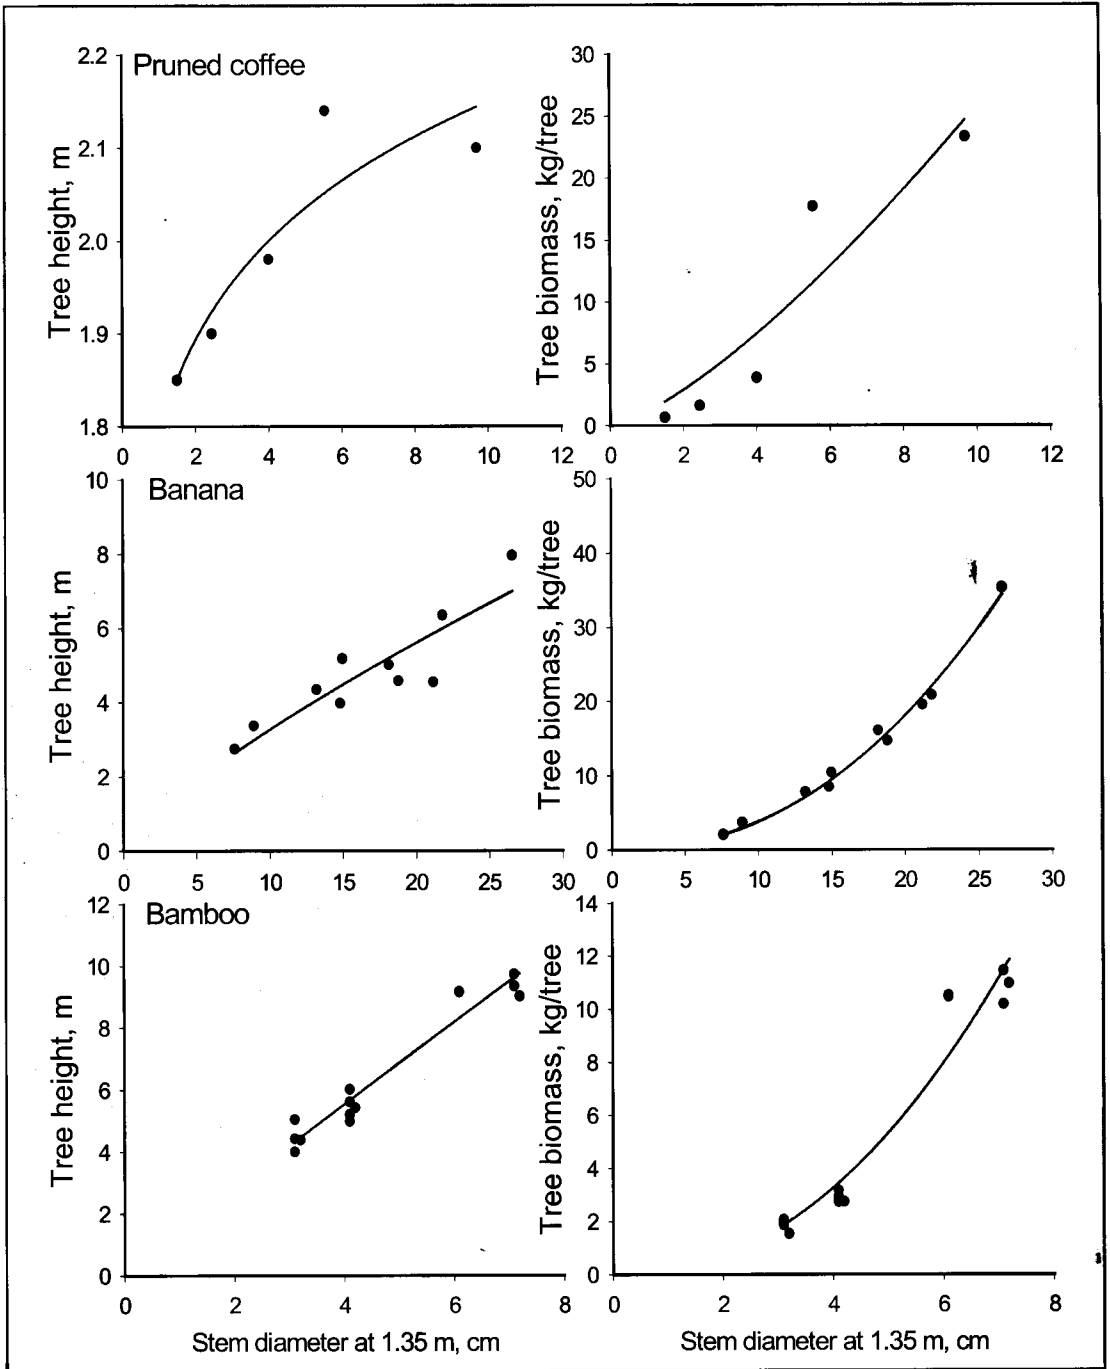 Pruned coffee
Tree height, m
2.2
2.1
2.0
1.9
1.8
0 2 4 6 8 10 12
Tree biomass, kg/tree
30
25
20
15
10
5
0
0 2 4 6 8 10 12
Banana
Tree height, m
10
8
6
4
2
0
0 5 10 15 20 25 30
Tree biomass, kg/tree
50
40
30
20
10
0
0 5 10 15 20 25 30
Bamboo
Tree height, m
12
10
8
6
4
2
0
0 2 4 6 8
Stem diameter at 1.35 m, cm
Tree biomass, kg/tree
14
12
10
8
6
4
2
0
0 2 4 6 8
Stem diameter at 1.35 m, cm